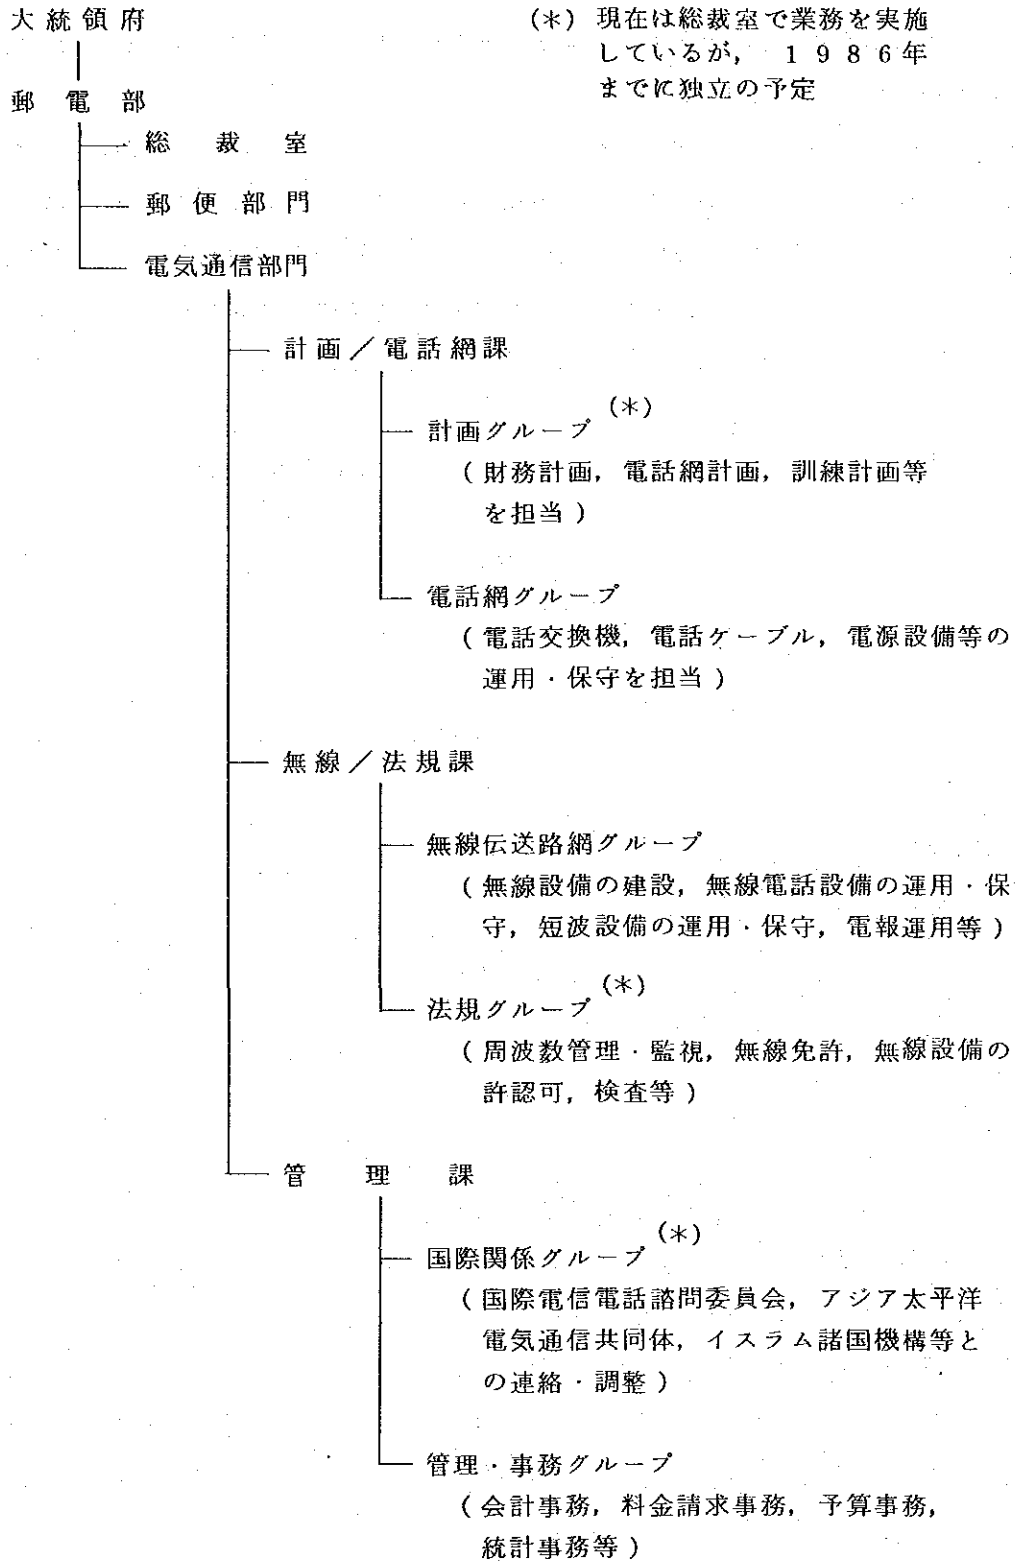 大統領府
(*) 現在は総裁室で業務を実施
しているが, 1986年
までに独立の予定
郵電部
総裁室
郵便部門
電気通信部門
計画/電話網課
計画グループ (*)
(財務計画, 電話網計画, 訓練計画等
を担当)
電話網グループ
(電話交換機, 電話ケーブル, 電源設備等の
運用・保守を担当)
無線/法規課
無線伝送路網グループ
(無線設備の建設, 無線電話設備の運用・保
守, 短波設備の運用・保守, 電報運用等)
法規グループ (*)
(周波数管理・監視, 無線免許, 無線設備の
許認可, 検査等)
管理課
国際関係グループ (*)
(国際電信電話諮問委員会, アジア太平洋
電気通信共同体, イスラム諸国機構等と
の連絡・調整)
管理・事務グループ
(会計事務, 料金請求事務, 予算事務,
統計事務等)